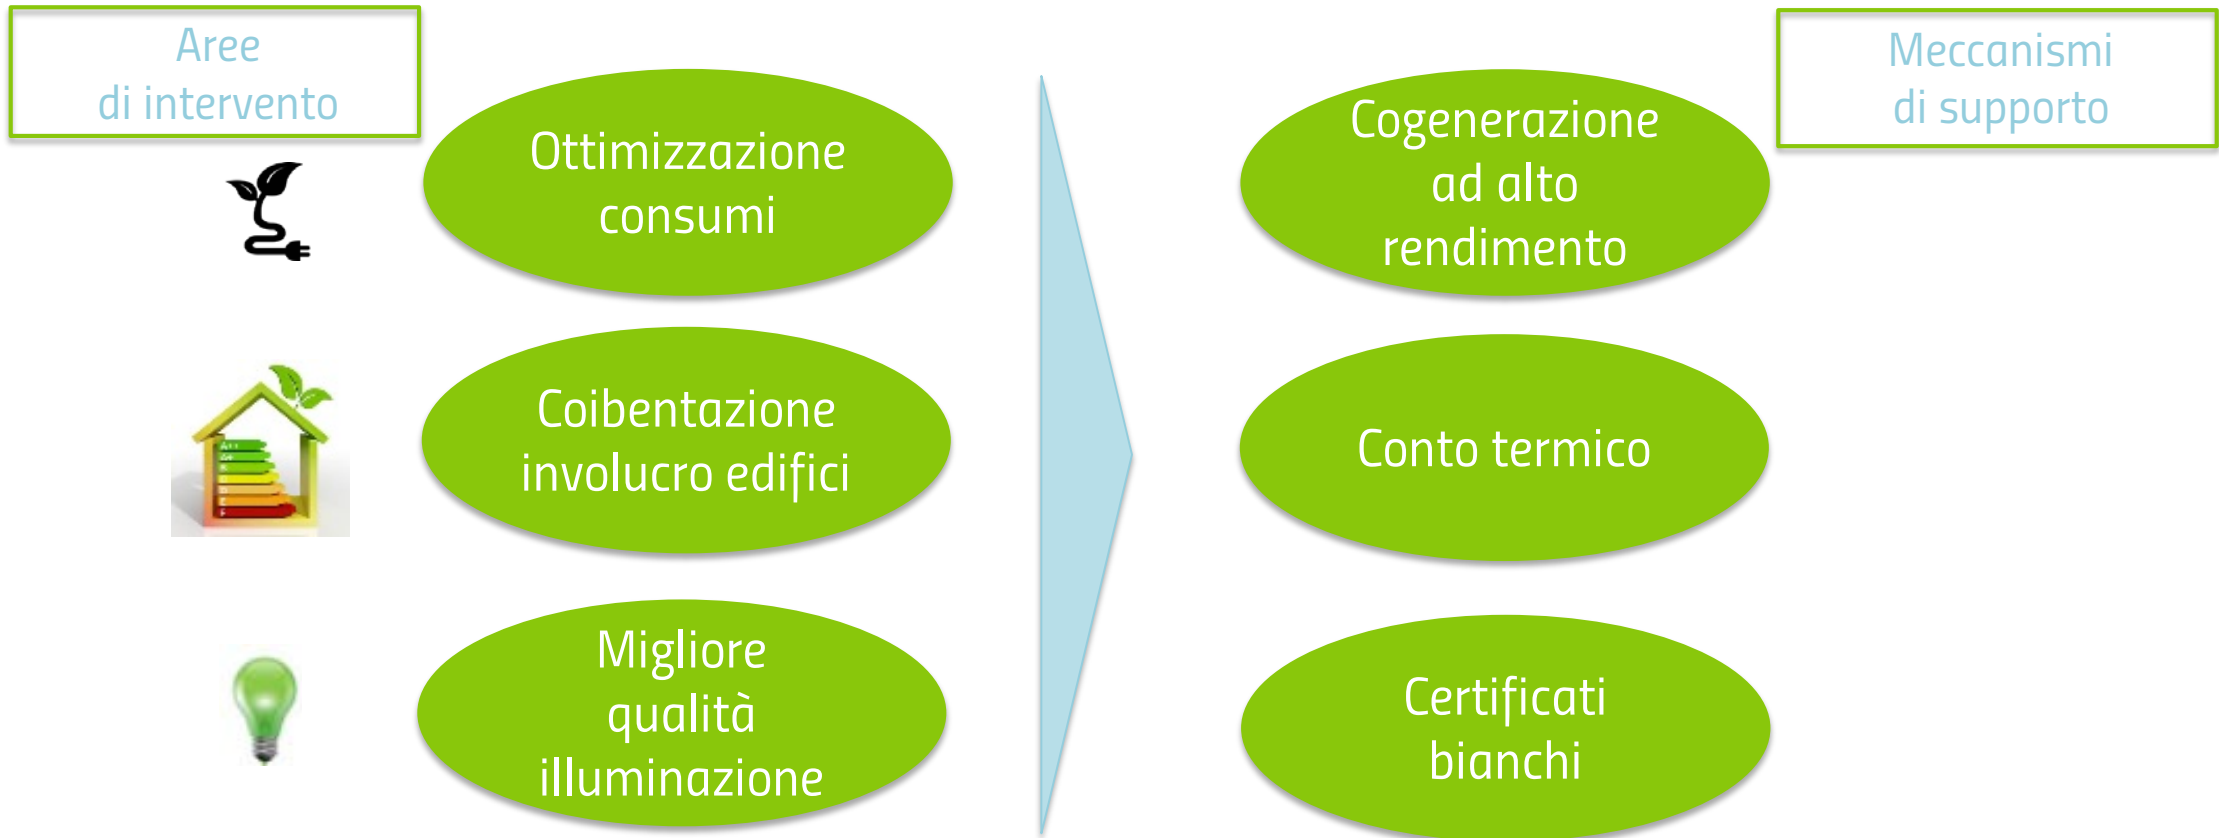 Aree
di intervento
Ottimizzazione
consumi
Coibentazione
involucro edifici
Migliore
qualità
illuminazione
Meccanismi
di supporto
Cogenerazione
ad alto
rendimento
Conto termico
Certificati
bianchi